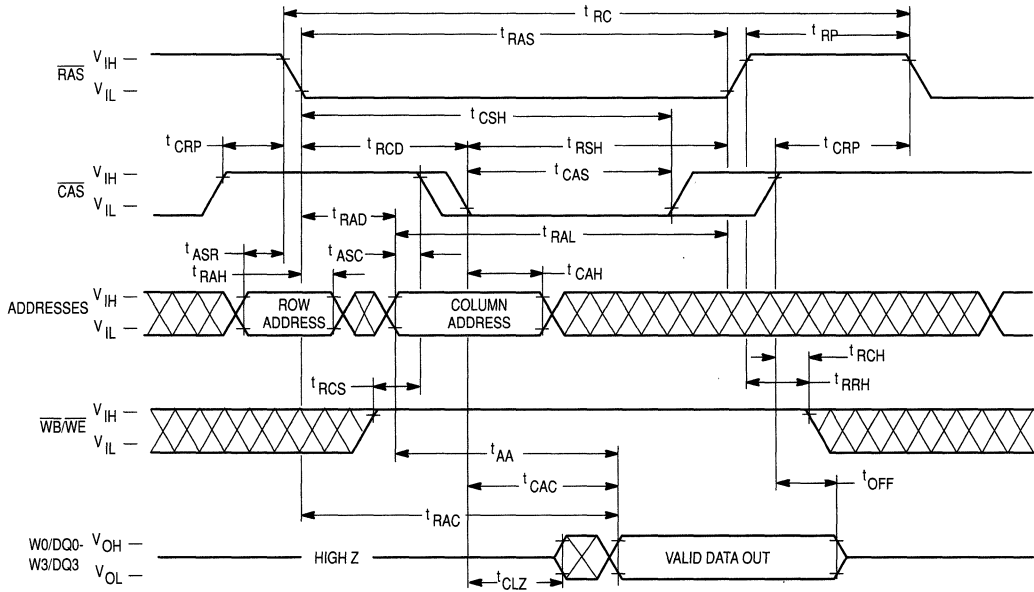 t RC
t RAS
t RP
RAS
V IH
V IL
t CSH
t CRP
t RCD
t RSH
t CRP
CAS
V IH
V IL
t CAS
t RAD
t RAL
t ASR
t ASC
t RAH
t CAH
ADDRESSES
V IH
V IL
ROW
ADDRESS
COLUMN
ADDRESS
t RCH
t RCS
t RRH
WB/WE
V IH
V IL
t AA
t CAC
t OFF
t RAC
W0/DQ0-
W3/DQ3
V OH
V OL
HIGH Z
VALID DATA OUT
t CLZ